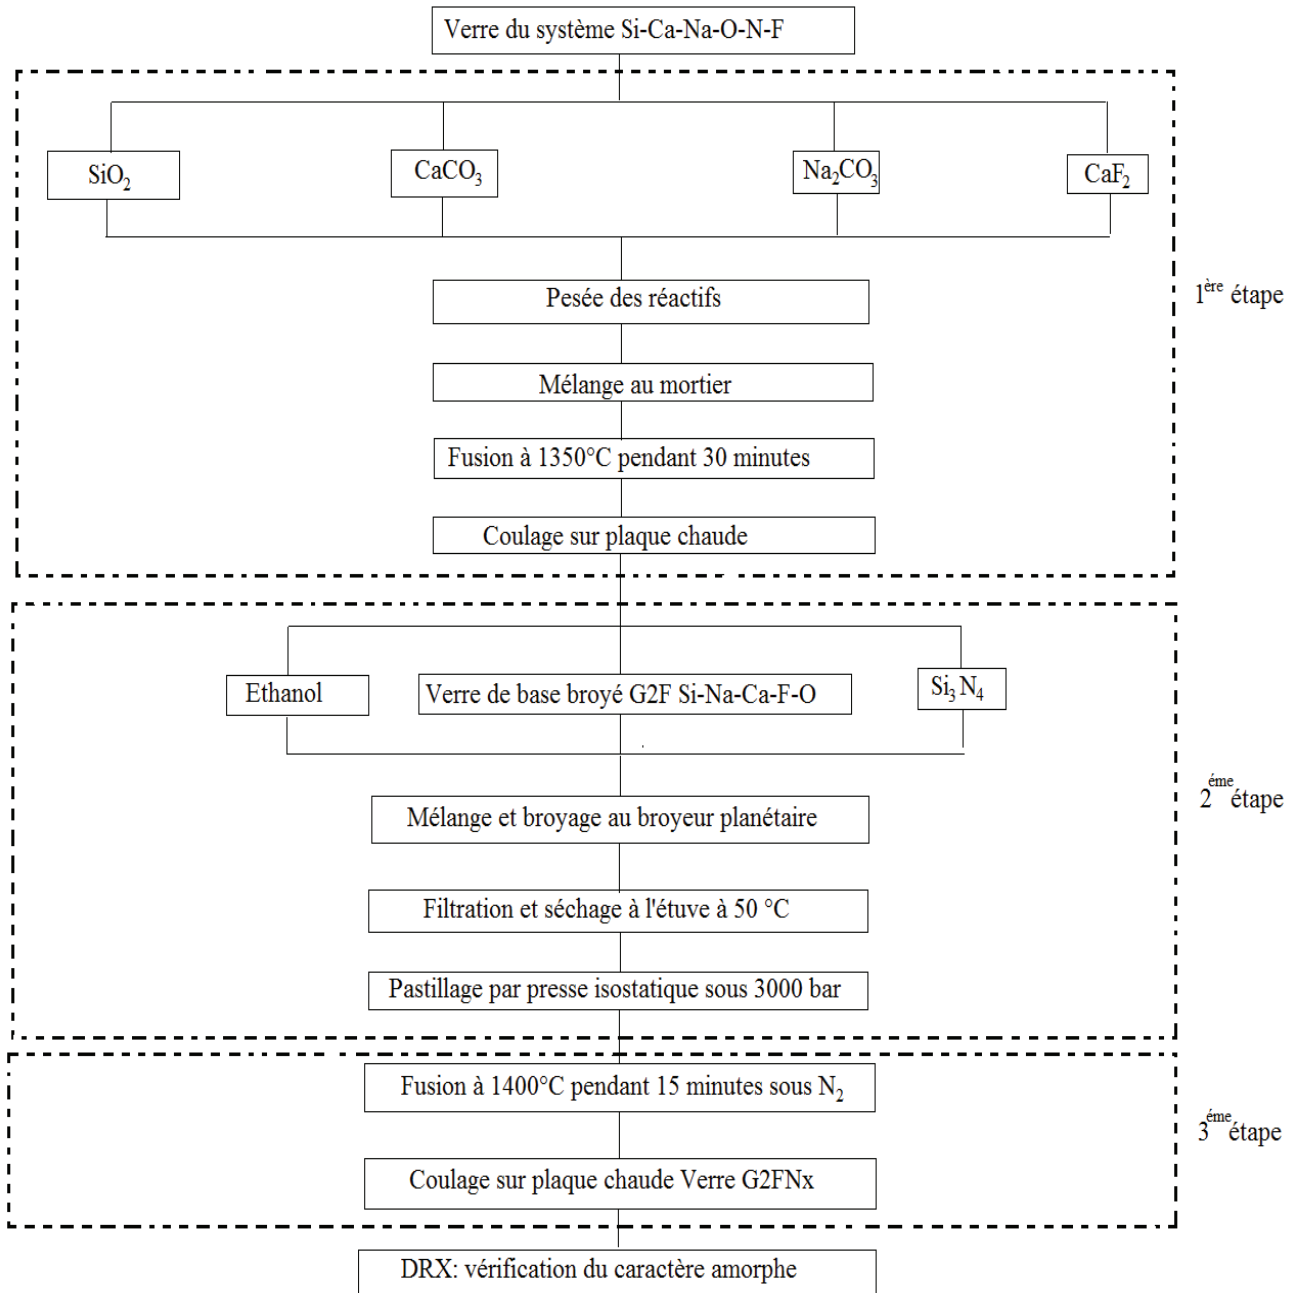 Verre du système Si-Ca-Na-O-N-F
SiO₂
CaCO₃
Na₂CO₃
CaF₂
Pesée des réactifs
1ère étape
Mélange au mortier
Fusion à 1350°C pendant 30 minutes
Coulage sur plaque chaude
Ethanol
Verre de base broyé G2F Si-Na-Ca-F-O
Si₃N₄
Mélange et broyage au broyeur planétaire
2éme étape
Filtration et séchage à l'étuve à 50 °C
Pastillage par presse isostatique sous 3000 bar
Fusion à 1400°C pendant 15 minutes sous N₂
3éme étape
Coulage sur plaque chaude Verre G2FNx
DRX: vérification du caractère amorphe